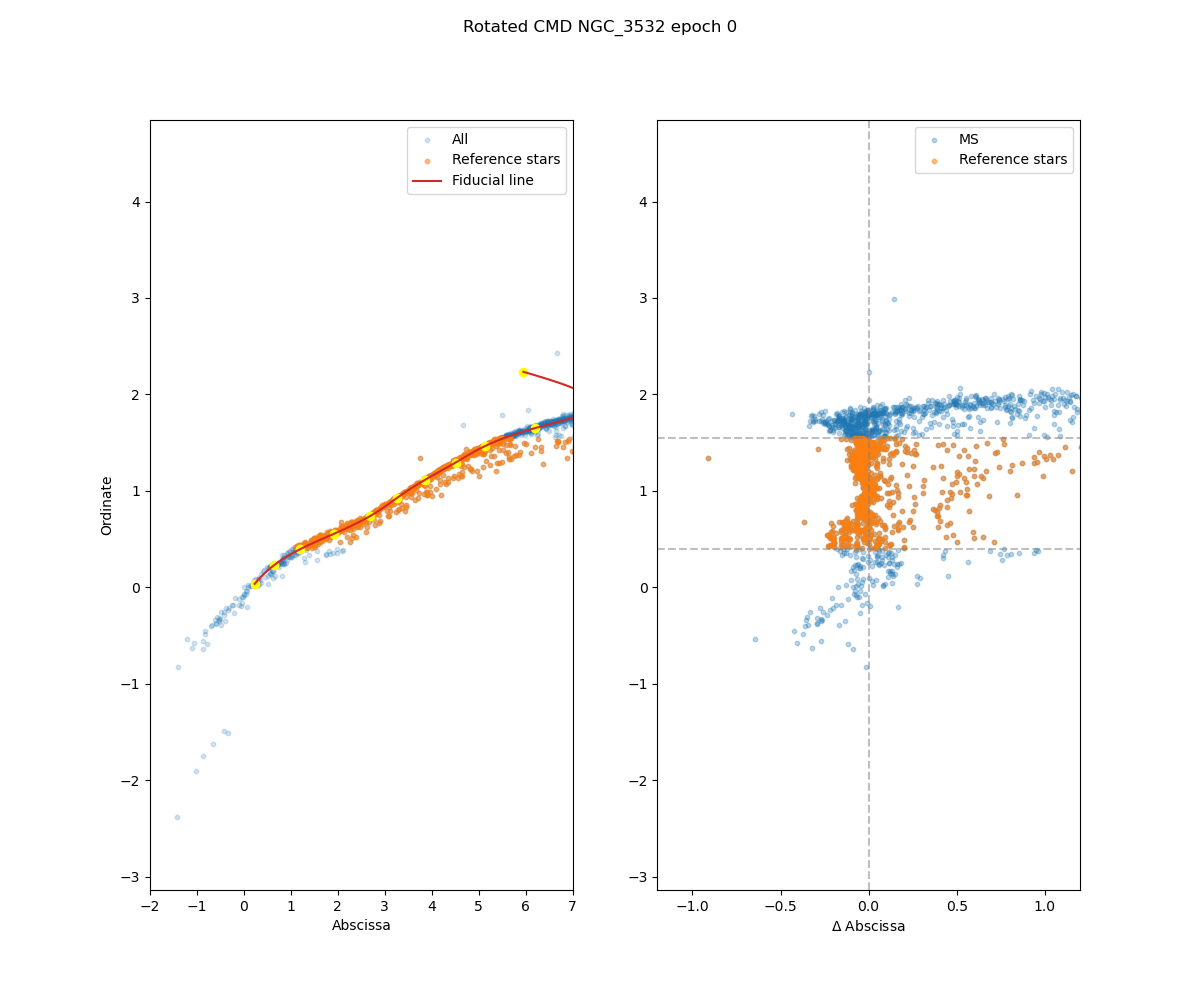 Rotated CMD NGC_3532 epoch 0
All
Reference stars
Fiducial line
4
3
2
1
0
−1
−2
−3
Ordinate
−2 −1 0 1 2 3 4 5 6 7
Abscissa
MS
Reference stars
4
3
2
1
0
−1
−2
−3
−1.0 −0.5 0.0 0.5 1.0
Δ Abscissa